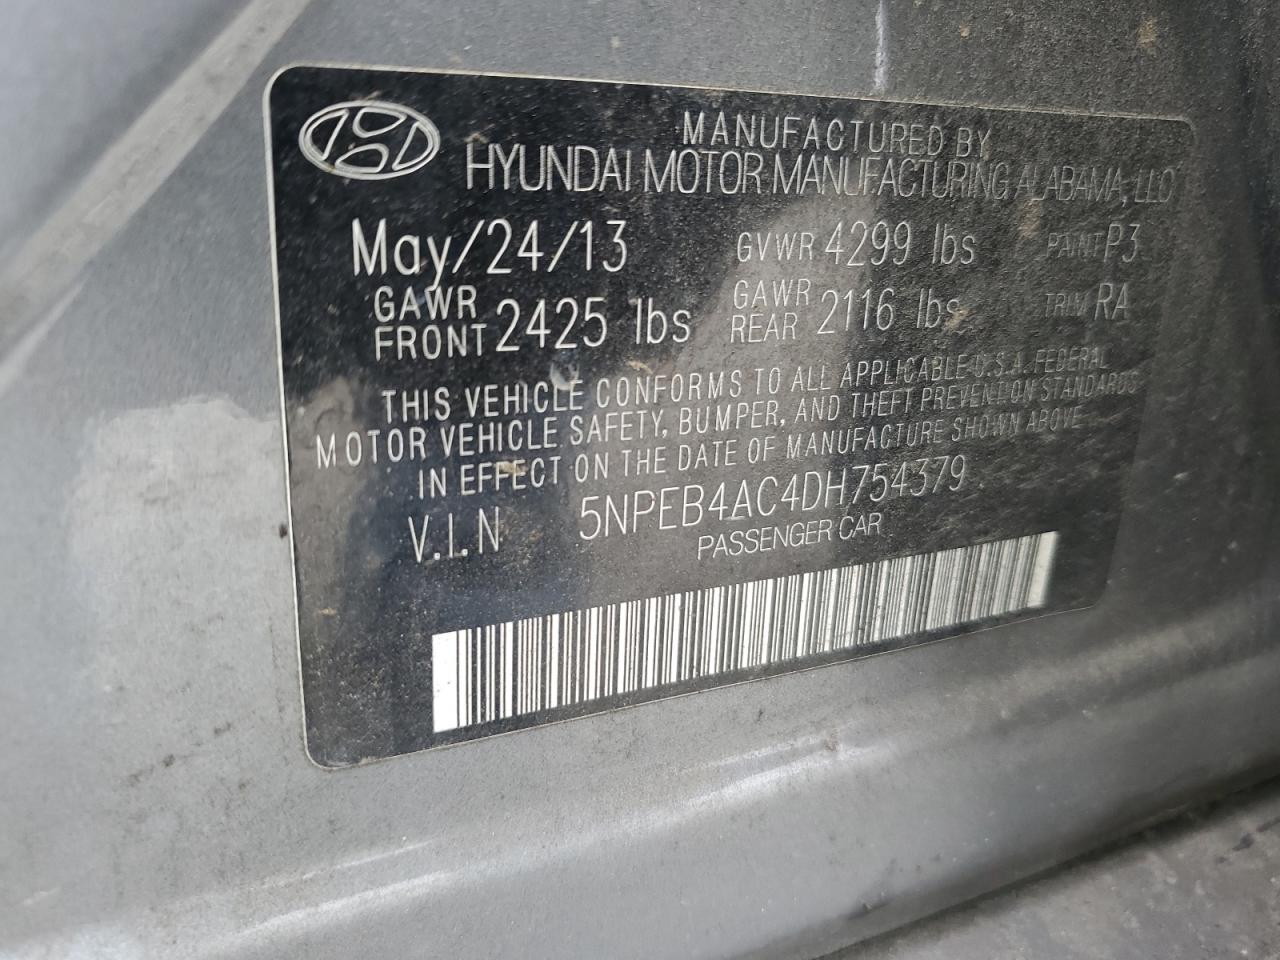 MANUFACTURED BY
HYUNDAI MOTOR MANUFACTURING ALABAMA, LLC
May/24/13 GVWR 4299 lbs PAINT P3
GAWR FRONT 2425 lbs GAWR REAR 2116 lbs TRIM RA
THIS VEHICLE CONFORMS TO ALL APPLICABLE U.S.A. FEDERAL
MOTOR VEHICLE SAFETY, BUMPER, AND THEFT PREVENTION STANDARDS
IN EFFECT ON THE DATE OF MANUFACTURE SHOWN ABOVE
V.I.N 5NPEB4AC4DH754379
PASSENGER CAR